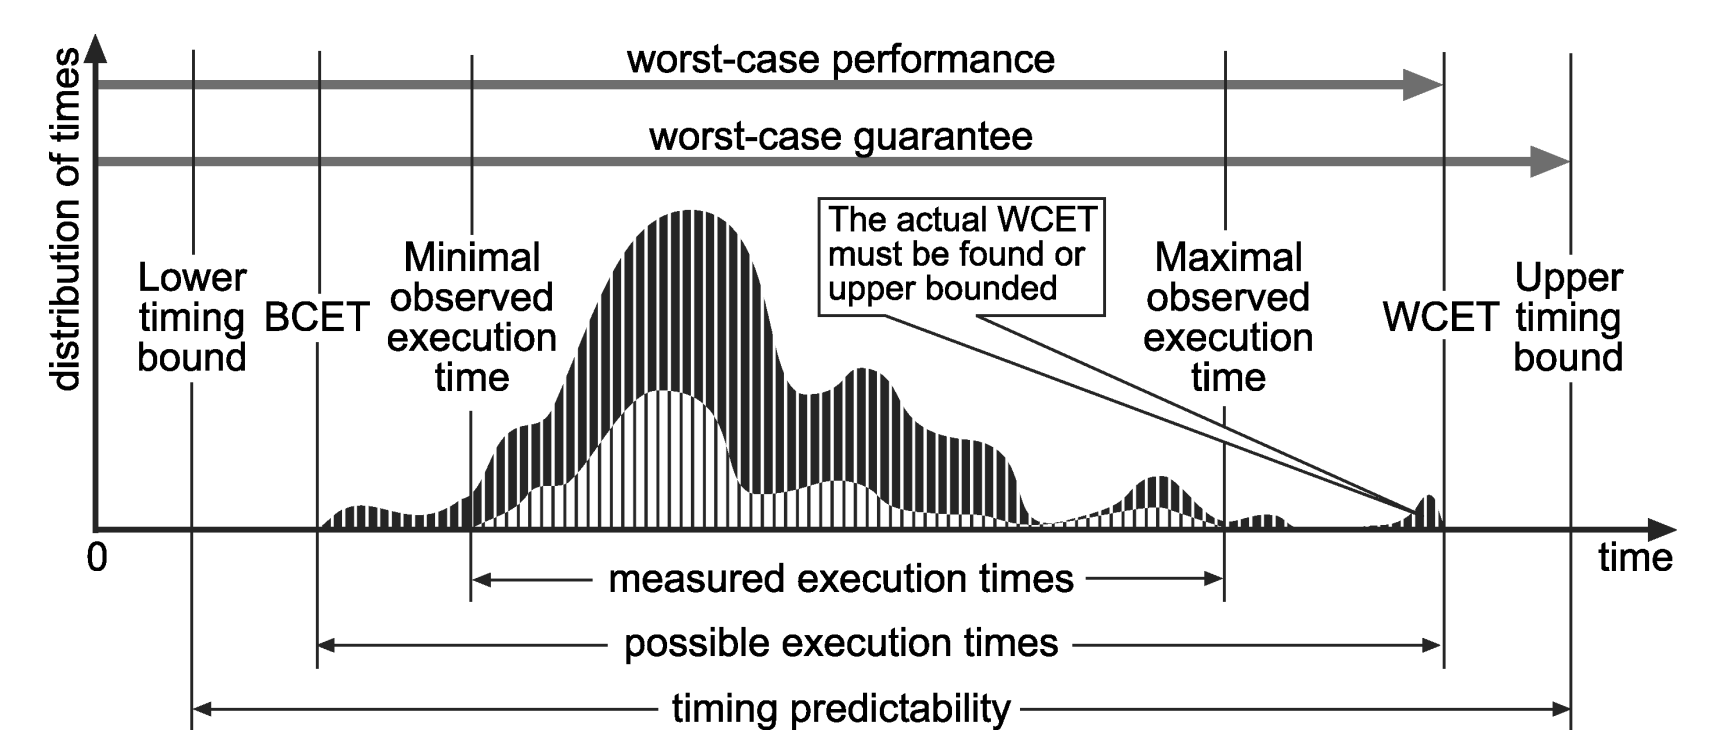 worst-case performance
worst-case guarantee
distribution of times
The actual WCET
must be found or
upper bounded
Lower
timing
bound
BCET
Minimal
observed
execution
time
Maximal
observed
execution
time
WCET
Upper
timing
bound
0
time
measured execution times
possible execution times
timing predictability